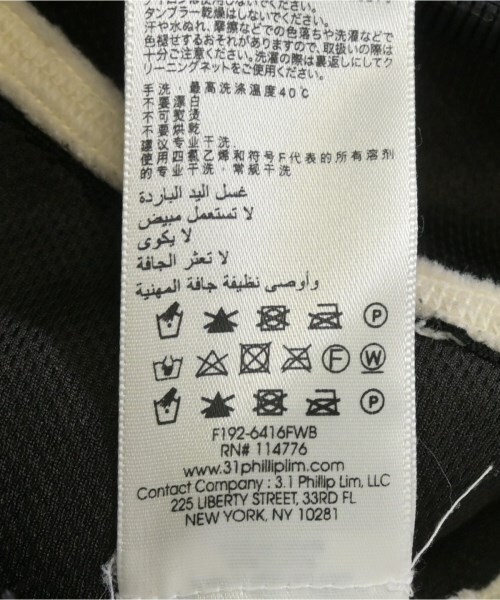 タンブラー乾燥はしないでください。
汗や水ぬれ、摩擦などでの色落ちや洗濯などで
色褪せするおそれがありますので、取扱いの際は
十分ご注意ください。洗濯の際は裏返しにしてク
リーニングネットをご使用ください。
手洗 · 最高洗涤温度40℃
不要漂白
不可熨烫
不要烘乾
建议专业干洗
使用四氯乙烯和符号F代表的所有溶剂
的专业干洗 · 常规干洗
غسل اليد الباردة
لا تستعمل مبيض
لا يكوى
لا تعثر الجافة
وأوصى نظيفة جافة المهنية
P
F W
P
F192-6416FWB
RN# 114776
www.31philliplim.com
Contact Company : 3.1 Phillip Lim, LLC
225 LIBERTY STREET, 33RD FL
NEW YORK, NY 10281